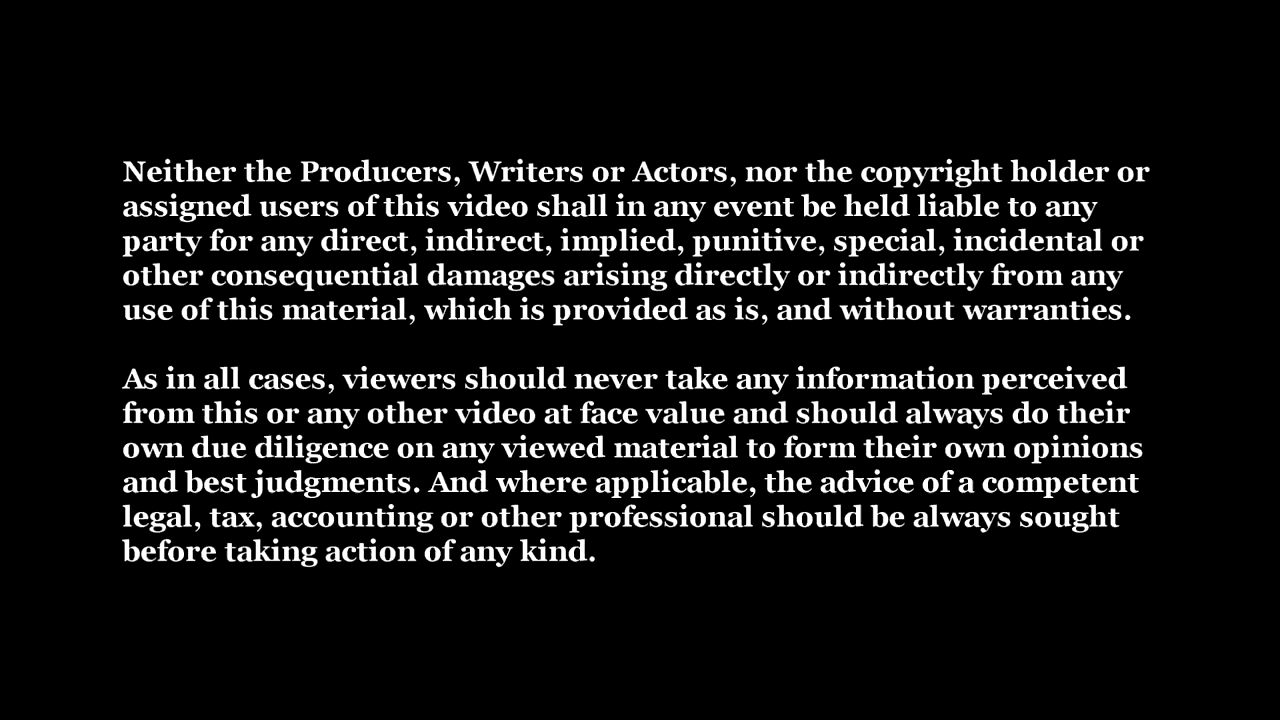 Neither the Producers, Writers or Actors, nor the copyright holder or
assigned users of this video shall in any event be held liable to any
party for any direct, indirect, implied, punitive, special, incidental or
other consequential damages arising directly or indirectly from any
use of this material, which is provided as is, and without warranties.
As in all cases, viewers should never take any information perceived
from this or any other video at face value and should always do their
own due diligence on any viewed material to form their own opinions
and best judgments. And where applicable, the advice of a competent
legal, tax, accounting or other professional should be always sought
before taking action of any kind.